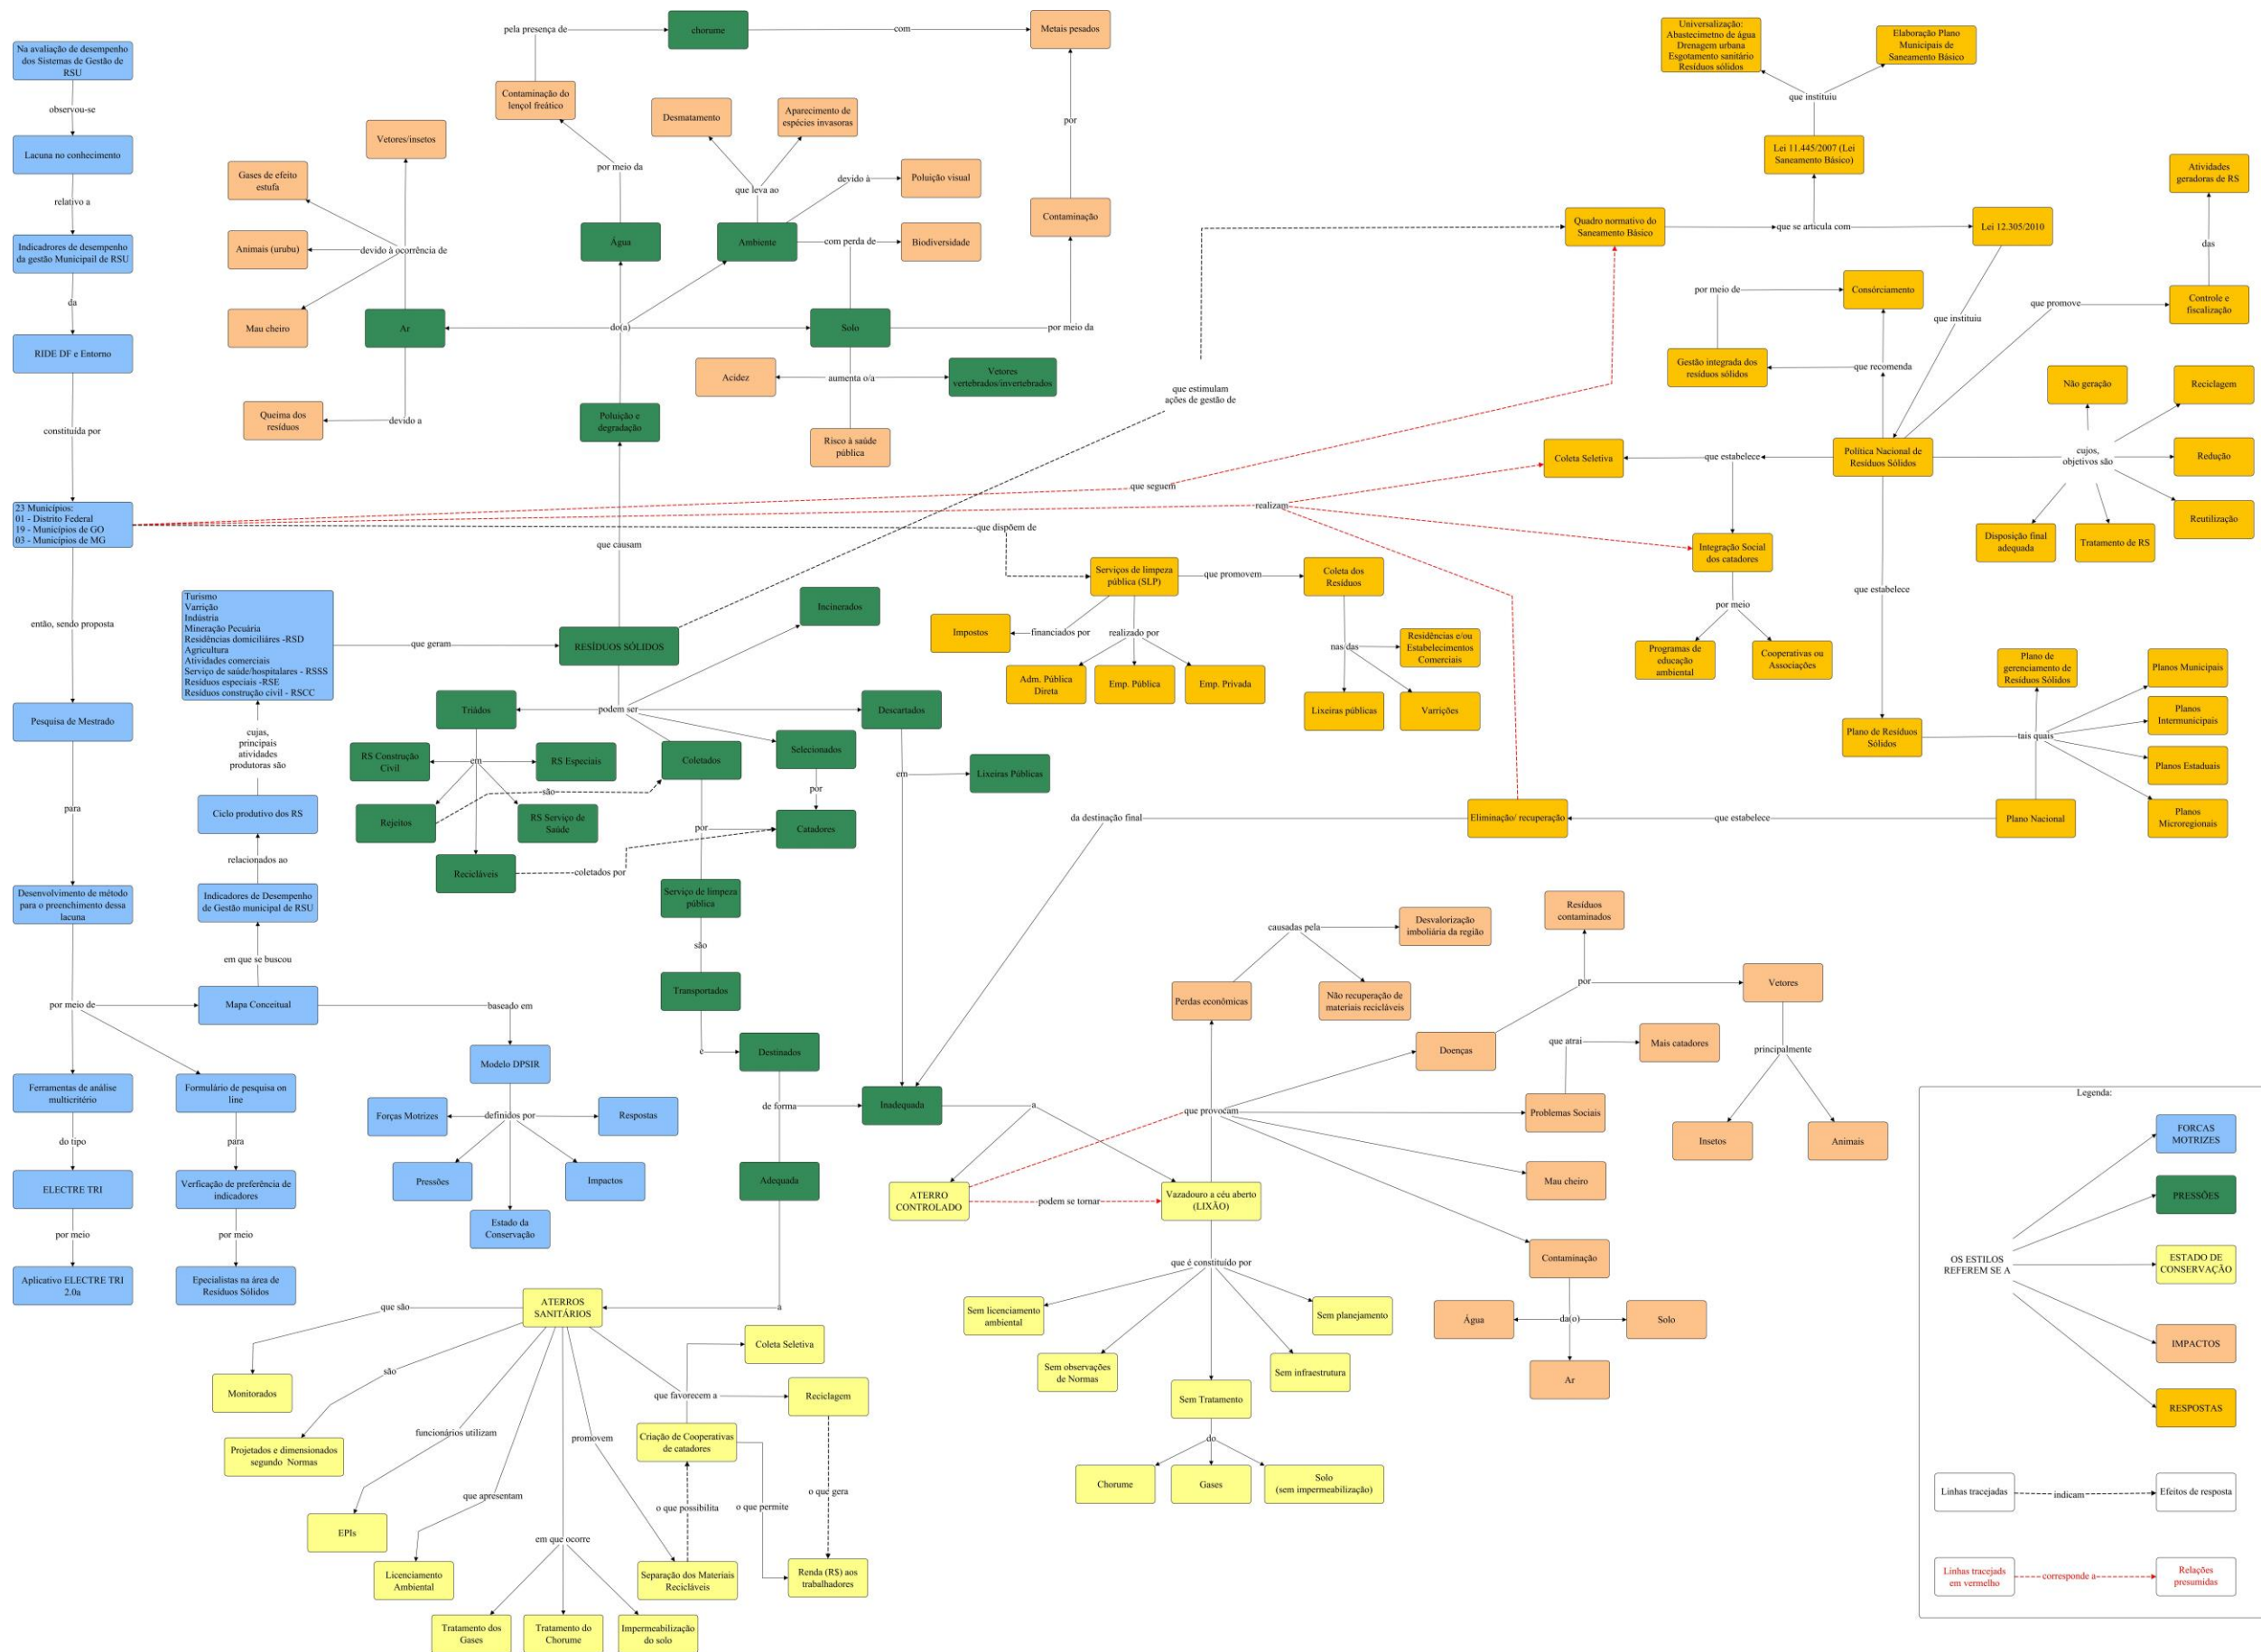 Na avaliação de desempenho
dos Sistemas de Gestão de
RSU
observou-se
Lacuna no conhecimento
relativo a
Indicadrores de desempenho
da gestão Municipail de RSU
da
RIDE DF e Entorno
constituída por
23 Municípios:
01 - Distrito Federal
19 - Municípios de GO
03 - Municípios de MG
então, sendo proposta
Pesquisa de Mestrado
para
Desenvolvimento de método
para o preenchimento dessa
lacuna
por meio de
Ferramentas de análise
multicritério
do tipo
ELECTRE TRI
por meio
Aplicativo ELECTRE TRI
2.0a
Formulário de pesquisa on
line
para
Verficação de preferência de
indicadores
por meio
Epecialistas na área de
Resíduos Sólidos
Mapa Conceitual
em que se buscou
Indicadores de Desempenho
de Gestão municipal de RSU
relacionados ao
Ciclo produtivo dos RS
cujas,
principais
atividades
produtoras são
Turismo
Varrição
Indústria
Mineração Pecuária
Residências domiciliáres -RSD
Agricultura
Atividades comerciais
Serviço de saúde/hospitalares - RSSS
Resíduos especiais -RSE
Resíduos construção civil - RSCC
que geram
baseado em
Modelo DPSIR
definidos por
Forças Motrizes
Respostas
Pressões
Impactos
Estado da
Conservação
pela presença de
chorume
com
Metais pesados
Contaminação do
lençol freático
por meio da
Água
Desmatamento
Aparecimento de
espécies invasoras
que leva ao
devido à
Poluição visual
Ambiente
com perda de
Biodiversidade
por
Contaminação
por meio da
Vetores/insetos
Gases de efeito
estufa
Animais (urubu)
devido à ocorrência de
Mau cheiro
Ar
do(a)
Solo
Queima dos
resíduos
devido a
Acidez
aumenta o/a
Vetores
vertebrados/invertebrados
Risco à saúde
pública
Poluição e
degradação
que causam
RESÍDUOS SÓLIDOS
que estimulam
ações de gestão de
que seguem
realizam
que dispõem de
podem ser
Incinerados
Triados
Descartados
Coletados
Selecionados
por
Catadores
em
Lixeiras Públicas
RS Construção
Civil
em
RS Especiais
Rejeitos
são
RS Serviço de
Saúde
Recicláveis
coletados por
por
Serviço de limpeza
pública
são
Transportados
e
Destinados
de forma
Inadequada
Adequada
a
a
Universalização:
Abastecimetno de água
Drenagem urbana
Esgotamento sanitário
Resíduos sólidos
Elaboração Plano
Municipais de
Saneamento Básico
que instituiu
Lei 11.445/2007 (Lei
Saneamento Básico)
Quadro normativo do
Saneamento Básico
que se articula com
Lei 12.305/2010
que instituiu
Atividades
geradoras de RS
das
Controle e
fiscalização
que promove
por meio de
Consórciamento
Gestão integrada dos
resíduos sólidos
que recomenda
Política Nacional de
Resíduos Sólidos
cujos,
objetivos são
Não geração
Reciclagem
Redução
Reutilização
Tratamento de RS
Disposição final
adequada
Coleta Seletiva
que estabelece
Integração Social
dos catadores
por meio
Programas de
educação
ambiental
Cooperativas ou
Associações
que estabelece
Plano de Resíduos
Sólidos
tais quais
Plano de
gerenciamento de
Resíduos Sólidos
Planos Municipais
Planos
Intermunicipais
Planos Estaduais
Planos
Microregionais
Plano Nacional
que estabelece
Eliminação/ recuperação
da destinação final
Serviços de limpeza
pública (SLP)
que promovem
Coleta dos
Resíduos
Impostos
financiados por
realizado por
Adm. Pública
Direta
Emp. Pública
Emp. Privada
nas das
Residências e/ou
Estabelecimentos
Comerciais
Lixeiras públicas
Varrições
Perdas econômicas
causadas pela
Desvalorização
imboliária da região
Não recuperação de
materiais recicláveis
Resíduos
contaminados
por
Vetores
Doenças
principalmente
Insetos
Animais
que atrai
Mais catadores
que provocam
Problemas Sociais
Mau cheiro
Contaminação
Água
da(o)
Solo
Ar
ATERRO
CONTROLADO
podem se tornar
Vazadouro a céu aberto
(LIXÃO)
que é constituído por
Sem licenciamento
ambiental
Sem planejamento
Sem observações
de Normas
Sem infraestrutura
Sem Tratamento
do
Chorume
Gases
Solo
(sem impermeabilização)
ATERROS
SANITÁRIOS
que são
Monitorados
são
Projetados e dimensionados
segundo Normas
funcionários utilizam
EPIs
que apresentam
Licenciamento
Ambiental
em que ocorre
Tratamento dos
Gases
Tratamento do
Chorume
Impermeabilização
do solo
promovem
Separação dos Materiais
Recicláveis
o que possibilita
Criação de Cooperativas
de catadores
que favorecem a
Coleta Seletiva
Reciclagem
o que permite
o que gera
Renda (R$) aos
trabalhadores
Legenda:
OS ESTILOS
REFEREM SE A
FORCAS
MOTRIZES
PRESSÕES
ESTADO DE
CONSERVAÇÃO
IMPACTOS
RESPOSTAS
Linhas tracejadas
indicam
Efeitos de resposta
Linhas tracejads
em vermelho
corresponde a
Relações
presumidas